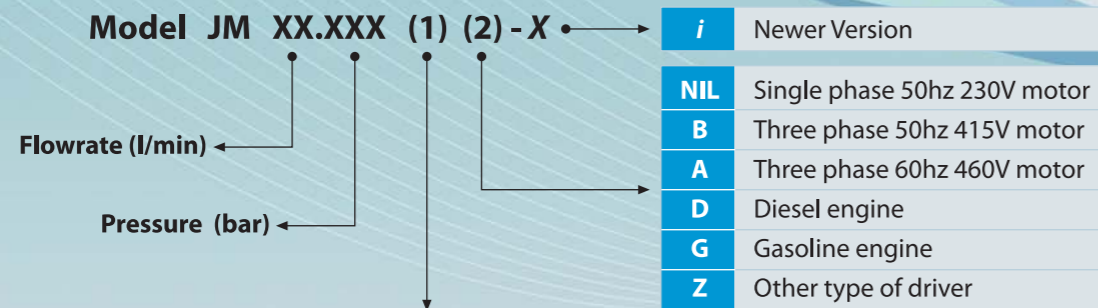 Model JM XX.XXX (1) (2) - X
i Newer Version
NIL Single phase 50hz 230V motor
B Three phase 50hz 415V motor
Flowrate (l/min)
A Three phase 60hz 460V motor
D Diesel engine
Pressure (bar)
G Gasoline engine
Z Other type of driver